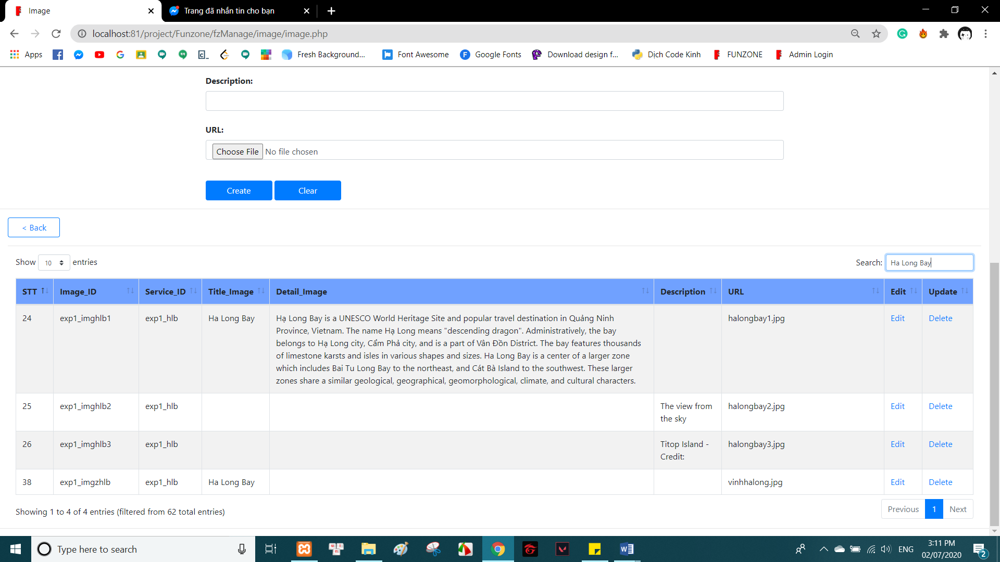 Image
Trang đã nhắn tin cho bạn
localhost:81/project/Funzone/fzManage/image/image.php
Apps
Fresh Background...
Font Awesome
Google Fonts
Download design f...
Dịch Code Kinh
FUNZONE
Admin Login
Description:
URL:
Choose File No file chosen
Create Clear
< Back
Show 10 entries
Search: Ha Long Bay
STT Image_ID Service_ID Title_Image Detail_Image Description URL Edit Update
24 exp1_imghlb1 exp1_hlb Ha Long Bay
Hạ Long Bay is a UNESCO World Heritage Site and popular travel destination in Quảng Ninh
Province, Vietnam. The name Hạ Long means "descending dragon". Administratively, the bay
belongs to Hạ Long city, Cẩm Phả city, and is a part of Vân Đồn District. The bay features thousands
of limestone karsts and isles in various shapes and sizes. Ha Long Bay is a center of a larger zone
which includes Bai Tu Long Bay to the northeast, and Cát Bà Island to the southwest. These larger
zones share a similar geological, geographical, geomorphological, climate, and cultural characters.
halongbay1.jpg Edit Delete
25 exp1_imghlb2 exp1_hlb
The view from
the sky
halongbay2.jpg Edit Delete
26 exp1_imghlb3 exp1_hlb
Titop Island -
Credit:
halongbay3.jpg Edit Delete
38 exp1_imgzhlb exp1_hlb Ha Long Bay vinhhalong.jpg Edit Delete
Showing 1 to 4 of 4 entries (filtered from 62 total entries)
Previous 1 Next
Type here to search
ENG
3:11 PM
02/07/2020
2